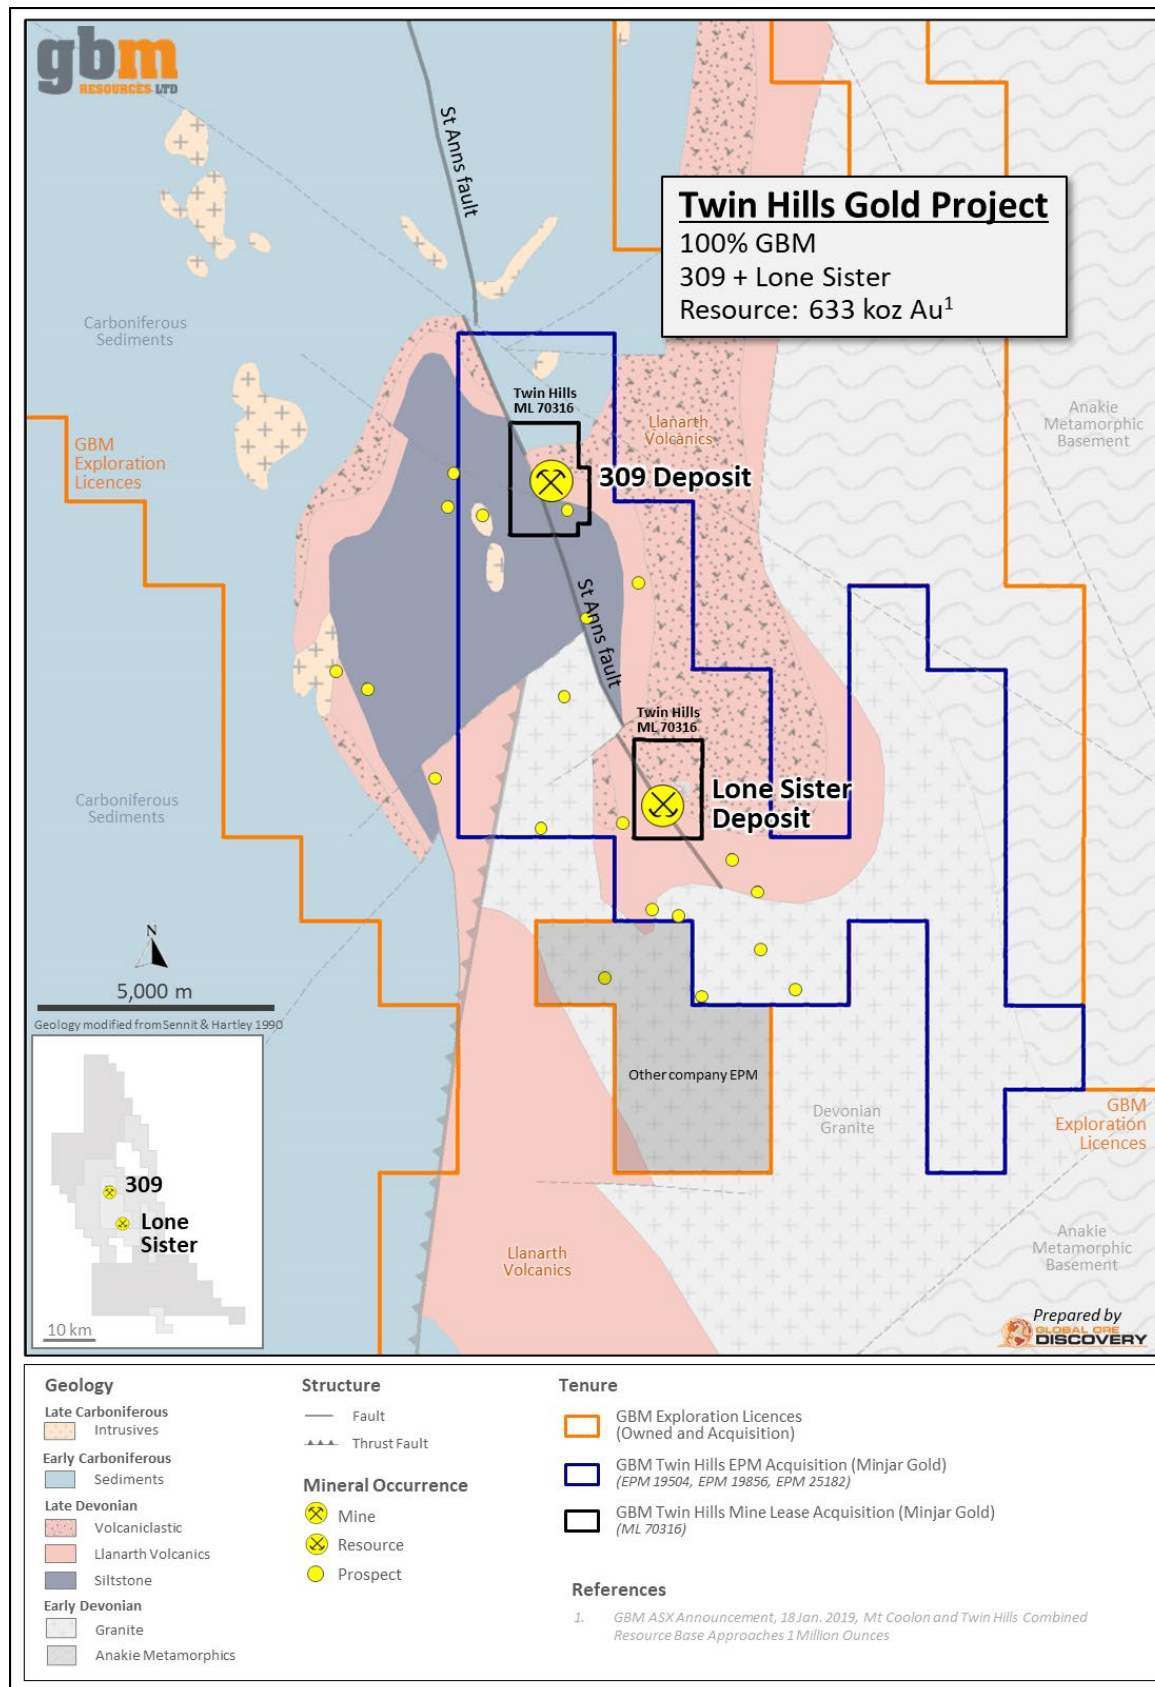 gbm
RESOURCES LTD
St Anns fault
Twin Hills Gold Project
100% GBM
309 + Lone Sister
Resource: 633 koz Au¹
Carboniferous
Sediments
Twin Hills
ML 70316
Llanarth
Volcanics
Anakie
Metamorphic
Basement
GBM
Exploration
Licences
309 Deposit
St Anns fault
Twin Hills
ML 70316
Lone Sister
Deposit
Carboniferous
Sediments
N
5,000 m
Geology modified from Sennit & Hartley 1990
Other company EPM
Devonian
Granite
GBM
Exploration
Licences
309
Lone
Sister
10 km
Llanarth
Volcanics
Anakie
Metamorphic
Basement
Prepared by
GLOBAL ORE
DISCOVERY
Geology
Late Carboniferous
Intrusives
Early Carboniferous
Sediments
Late Devonian
Volcaniclastic
Llanarth Volcanics
Siltstone
Early Devonian
Granite
Anakie Metamorphics
Structure
Fault
Thrust Fault
Mineral Occurrence
Mine
Resource
Prospect
Tenure
GBM Exploration Licences
(Owned and Acquisition)
GBM Twin Hills EPM Acquisition (Minjar Gold)
(EPM 19504, EPM 19856, EPM 25182)
GBM Twin Hills Mine Lease Acquisition (Minjar Gold)
(ML 70316)
References
1. GBM ASX Announcement, 18 Jan. 2019, Mt Coolon and Twin Hills Combined
Resource Base Approaches 1 Million Ounces